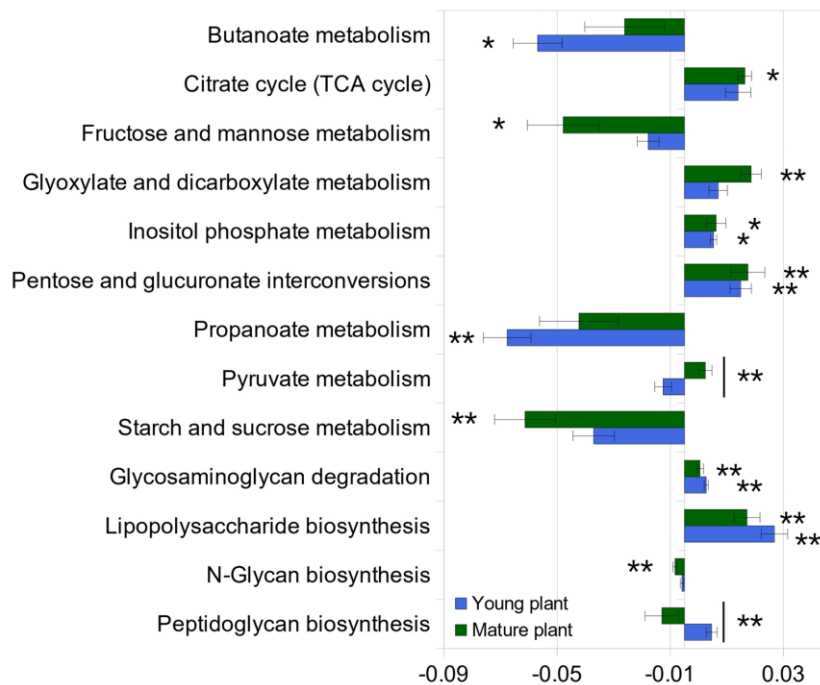 Butanoate metabolism
*
Citrate cycle (TCA cycle)
*
Fructose and mannose metabolism
*
Glyoxylate and dicarboxylate metabolism
**
Inositol phosphate metabolism
*
*
Pentose and glucuronate interconversions
**
**
Propanoate metabolism
**
Pyruvate metabolism
**
Starch and sucrose metabolism
**
Glycosaminoglycan degradation
**
**
Lipopolysaccharide biosynthesis
**
**
N-Glycan biosynthesis
**
Peptidoglycan biosynthesis
**
Young plant
Mature plant
-0.09 -0.05 -0.01 0.03